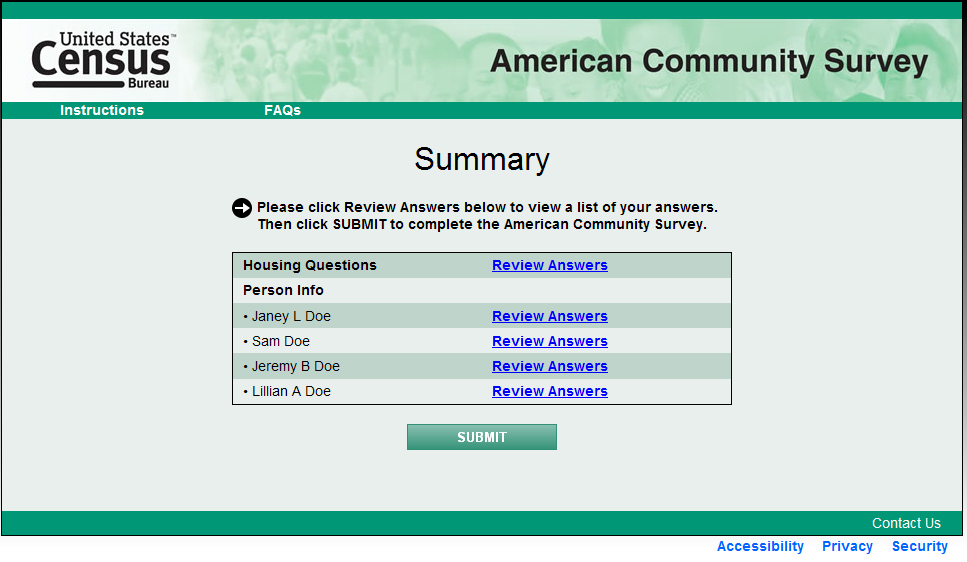 United States™
Census
Bureau
American Community Survey
Instructions FAQs
Summary
Please click Review Answers below to view a list of your answers.
Then click SUBMIT to complete the American Community Survey.
Housing Questions Review Answers
Person Info
• Janey L Doe Review Answers
• Sam Doe Review Answers
• Jeremy B Doe Review Answers
• Lillian A Doe Review Answers
SUBMIT
Contact Us
Accessibility Privacy Security